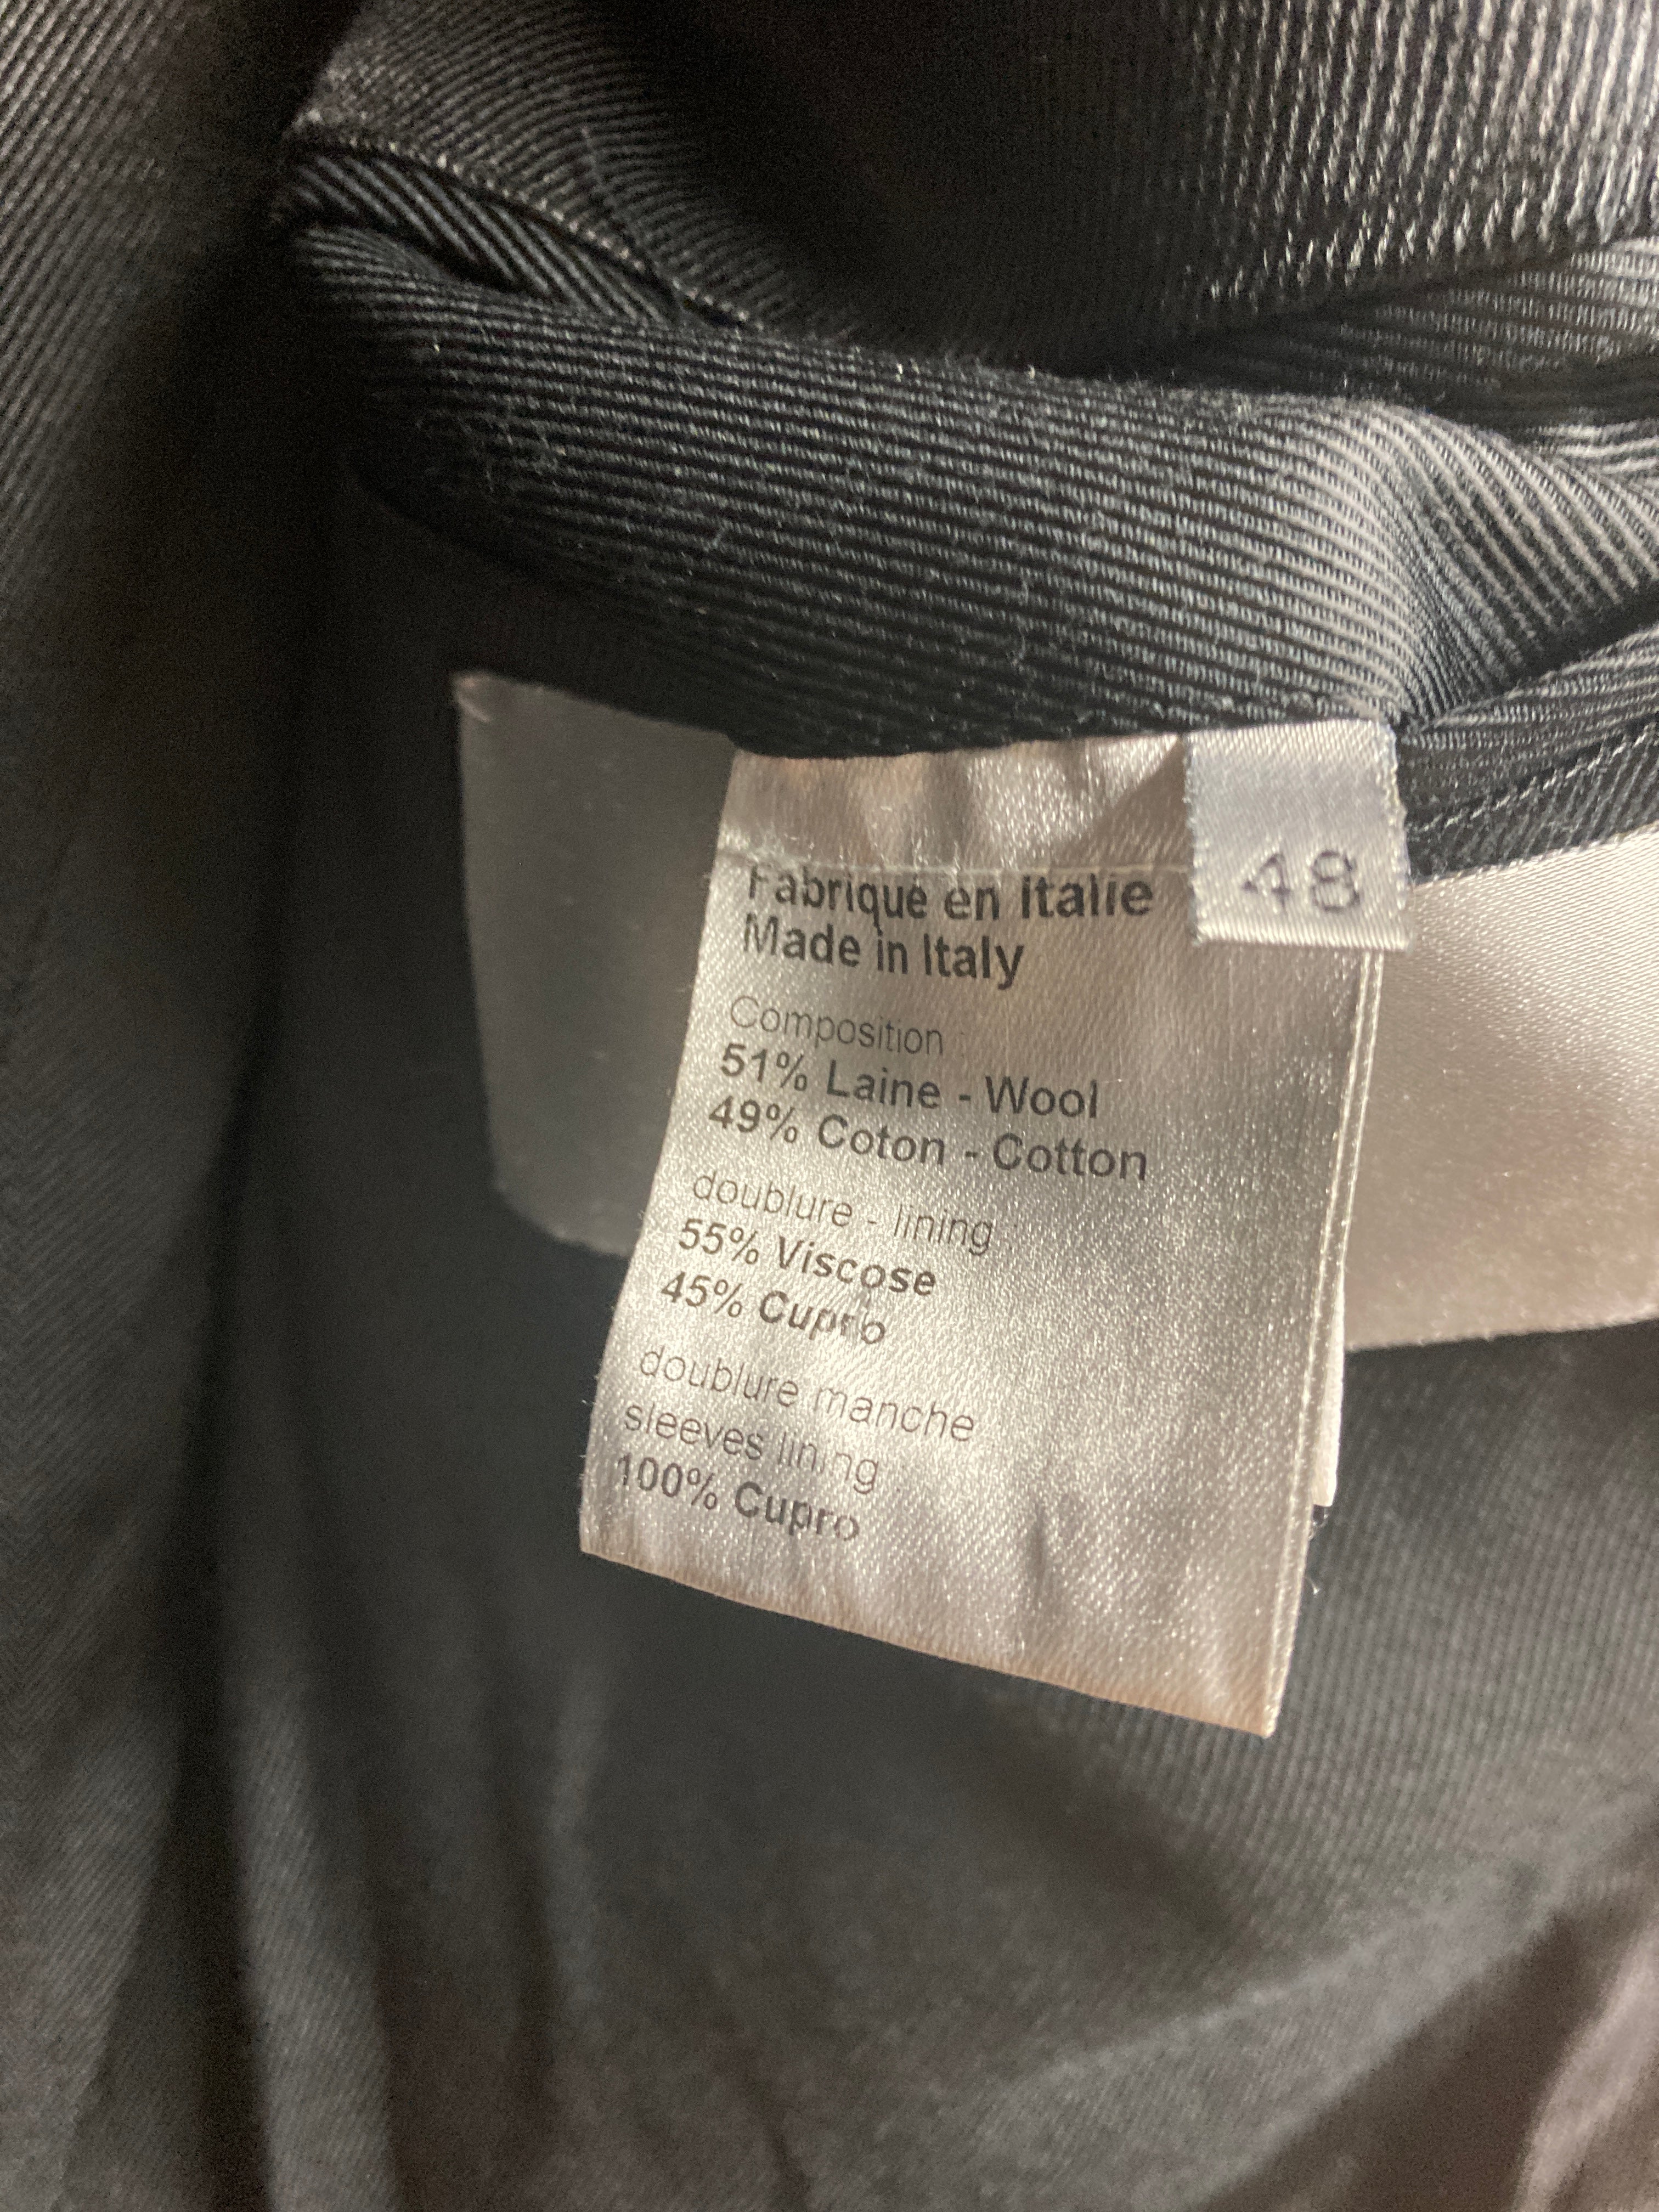 48
Fabriqué en Italie
Made in Italy
Composition :
51% Laine - Wool
49% Coton - Cotton
doublure - lining :
55% Viscose
45% Cupro
doublure manche
sleeves lining :
100% Cupro